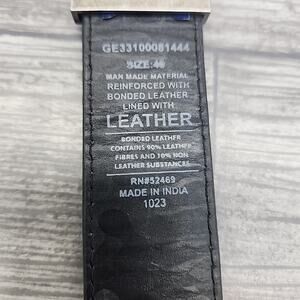 GE33100081444
SIZE:40
MAN MADE MATERIAL
REINFORCED WITH
BONDED LEATHER
LINED WITH
LEATHER
BONDED LEATHER
CONTAINS 90% LEATHER
FIBRES AND 10% NON
LEATHER SUBSTANCES
RN#52469
MADE IN INDIA
1023